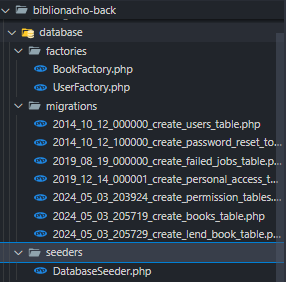 biblionacho-back
database
factories
BookFactory.php
UserFactory.php
migrations
2014_10_12_000000_create_users_table.php
2014_10_12_100000_create_password_reset_to...
2019_08_19_000000_create_failed_jobs_table.p...
2019_12_14_000001_create_personal_access_t...
2024_05_03_203924_create_permission_tables....
2024_05_03_205719_create_books_table.php
2024_05_03_205729_create_lend_book_table.p...
seeders
DatabaseSeeder.php